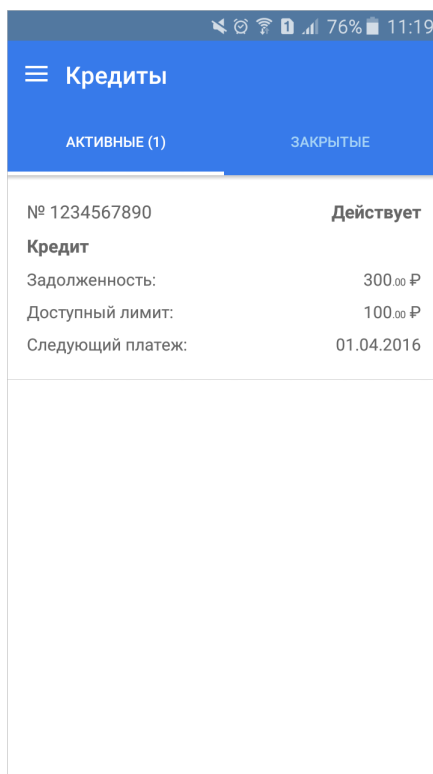 1 76% 11:19
Кредиты
АКТИВНЫЕ (1) ЗАКРЫТЫЕ
№ 1234567890 Действует
Кредит
Задолженность: 300.00 ₽
Доступный лимит: 100.00 ₽
Следующий платеж: 01.04.2016